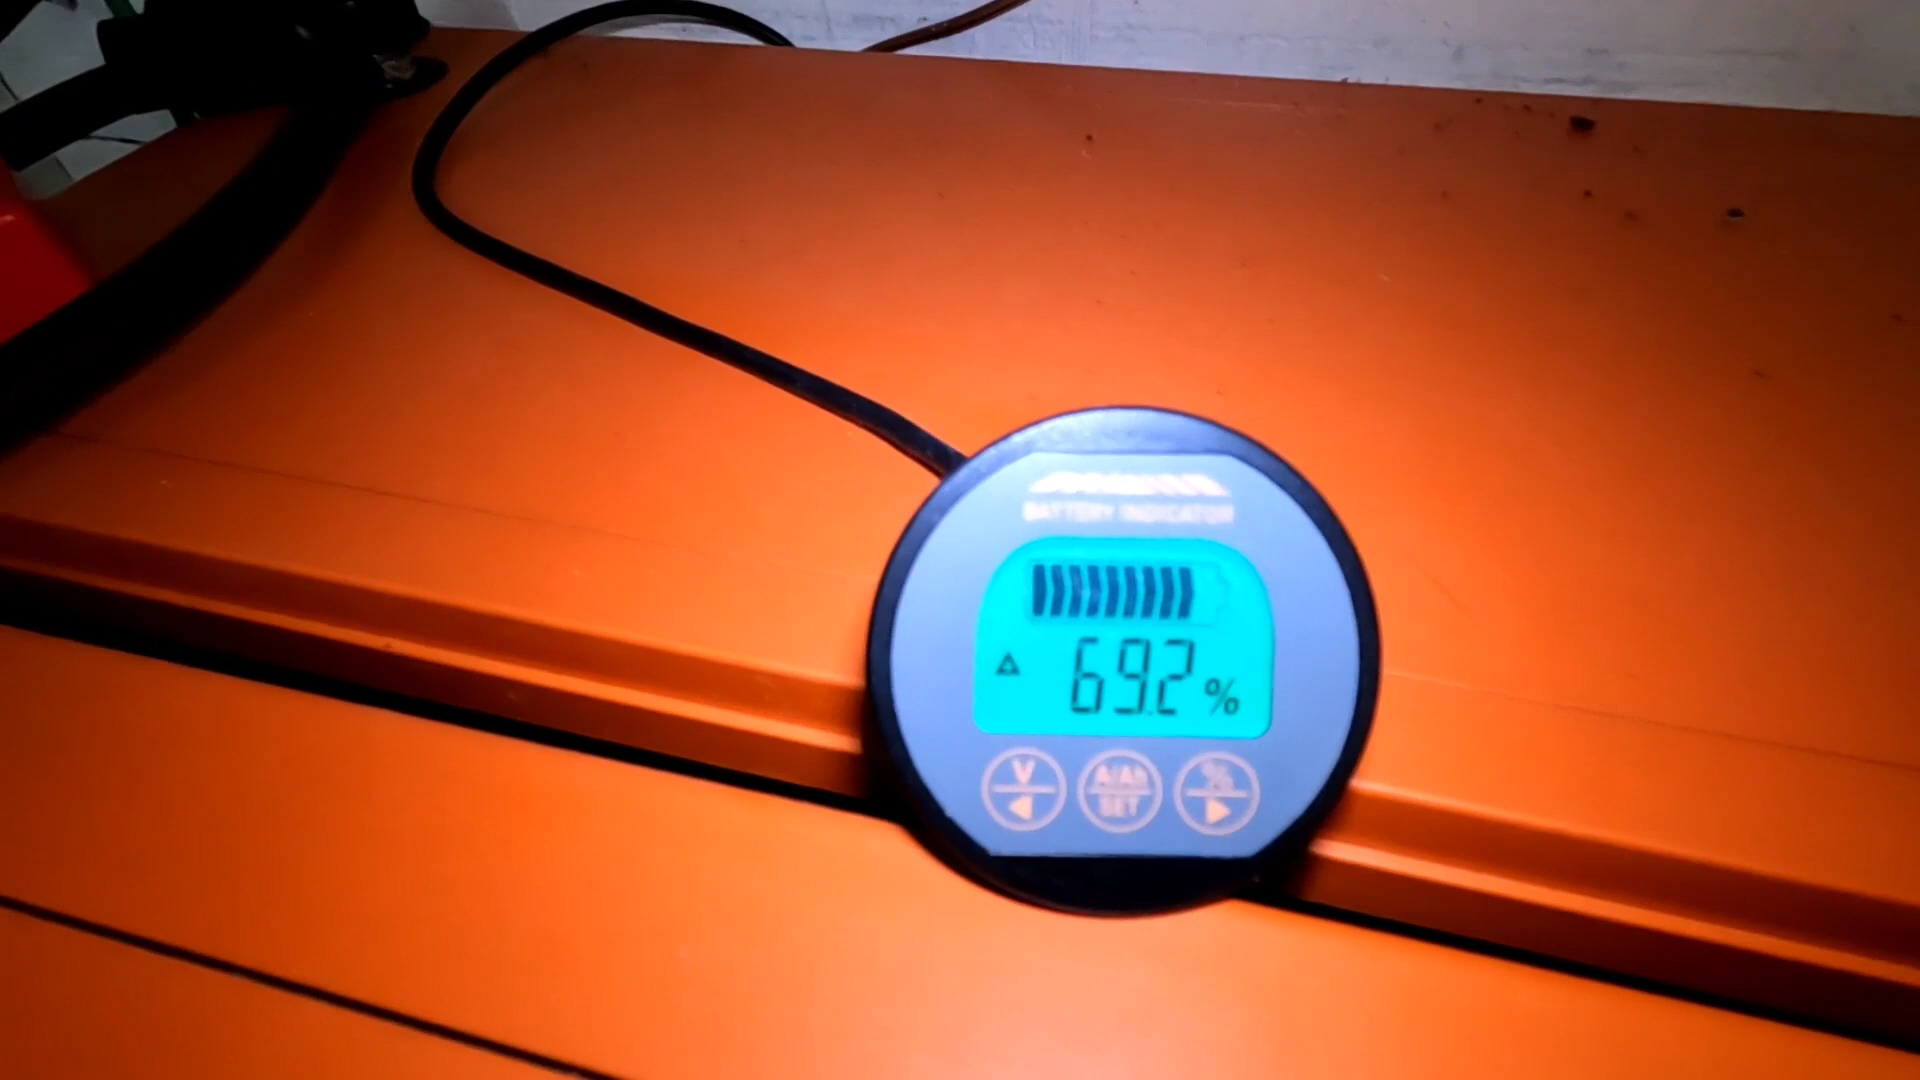 BATTERY INDICATOR
69.2 %
V A/Ah %
SET